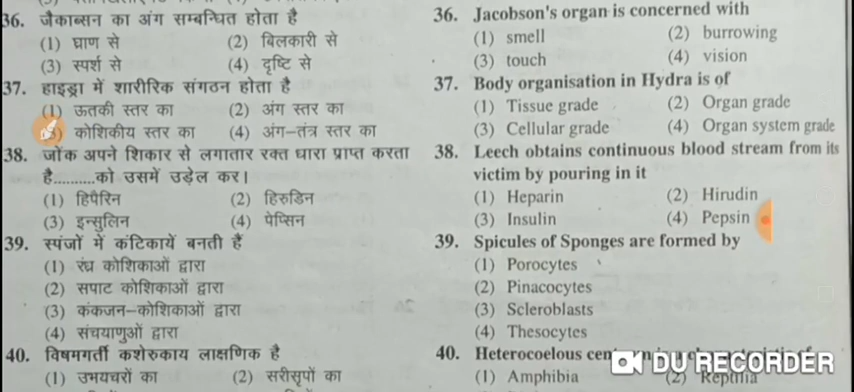 36. जैकाब्सन का अंग सम्बन्धित होता है
(1) घ्राण से (2) बिलकारी से
(3) स्पर्श से (4) दृष्टि से
37. हाइड्रा में शारीरिक संगठन होता है
(1) ऊतकी स्तर का (2) अंग स्तर का
कोशिकीय स्तर का (4) अंग–तंत्र स्तर का
38. जोंक अपने शिकार से लगातार रक्त धारा प्राप्त करता
है..........को उसमें उड़ेल कर।
(1) हिपैरिन (2) हिरुडिन
(3) इन्सुलिन (4) पेप्सिन
39. स्पंजों में कंटिकायें बनती हैं
(1) रंध्र कोशिकाओं द्वारा
(2) सपाट कोशिकाओं द्वारा
(3) कंकजन–कोशिकाओं द्वारा
(4) संचयाणुओं द्वारा
40. विषमगर्ती कशेरुकाय लाक्षणिक है
(1) उभयचरों का (2) सरीसृपों का
36. Jacobson's organ is concerned with
(1) smell (2) burrowing
(3) touch (4) vision
37. Body organisation in Hydra is of
(1) Tissue grade (2) Organ grade
(3) Cellular grade (4) Organ system grade
38. Leech obtains continuous blood stream from its
victim by pouring in it
(1) Heparin (2) Hirudin
(3) Insulin (4) Pepsin
39. Spicules of Sponges are formed by
(1) Porocytes
(2) Pinacocytes
(3) Scleroblasts
(4) Thesocytes
40. Heterocoelous
(1) Amphibia (2) Reptilia
DU RECORDER